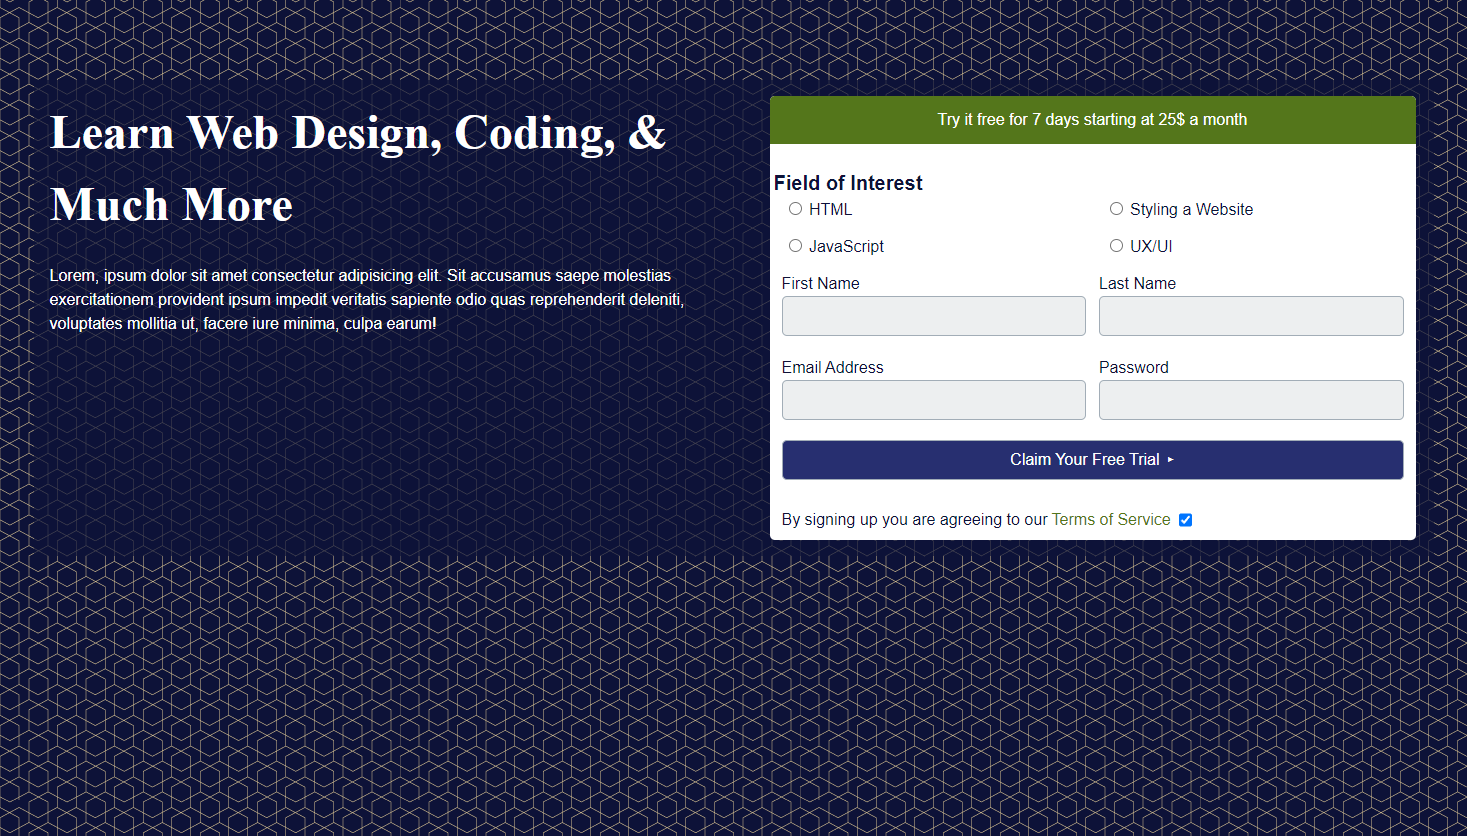 Learn Web Design, Coding, &
Much More
Lorem, ipsum dolor sit amet consectetur adipisicing elit. Sit accusamus saepe molestias
exercitationem provident ipsum impedit veritatis sapiente odio quas reprehenderit deleniti,
voluptates mollitia ut, facere iure minima, culpa earum!
Try it free for 7 days starting at 25$ a month
Field of Interest
HTML
Styling a Website
JavaScript
UX/UI
First Name
Last Name
Email Address
Password
Claim Your Free Trial ▸
By signing up you are agreeing to our Terms of Service